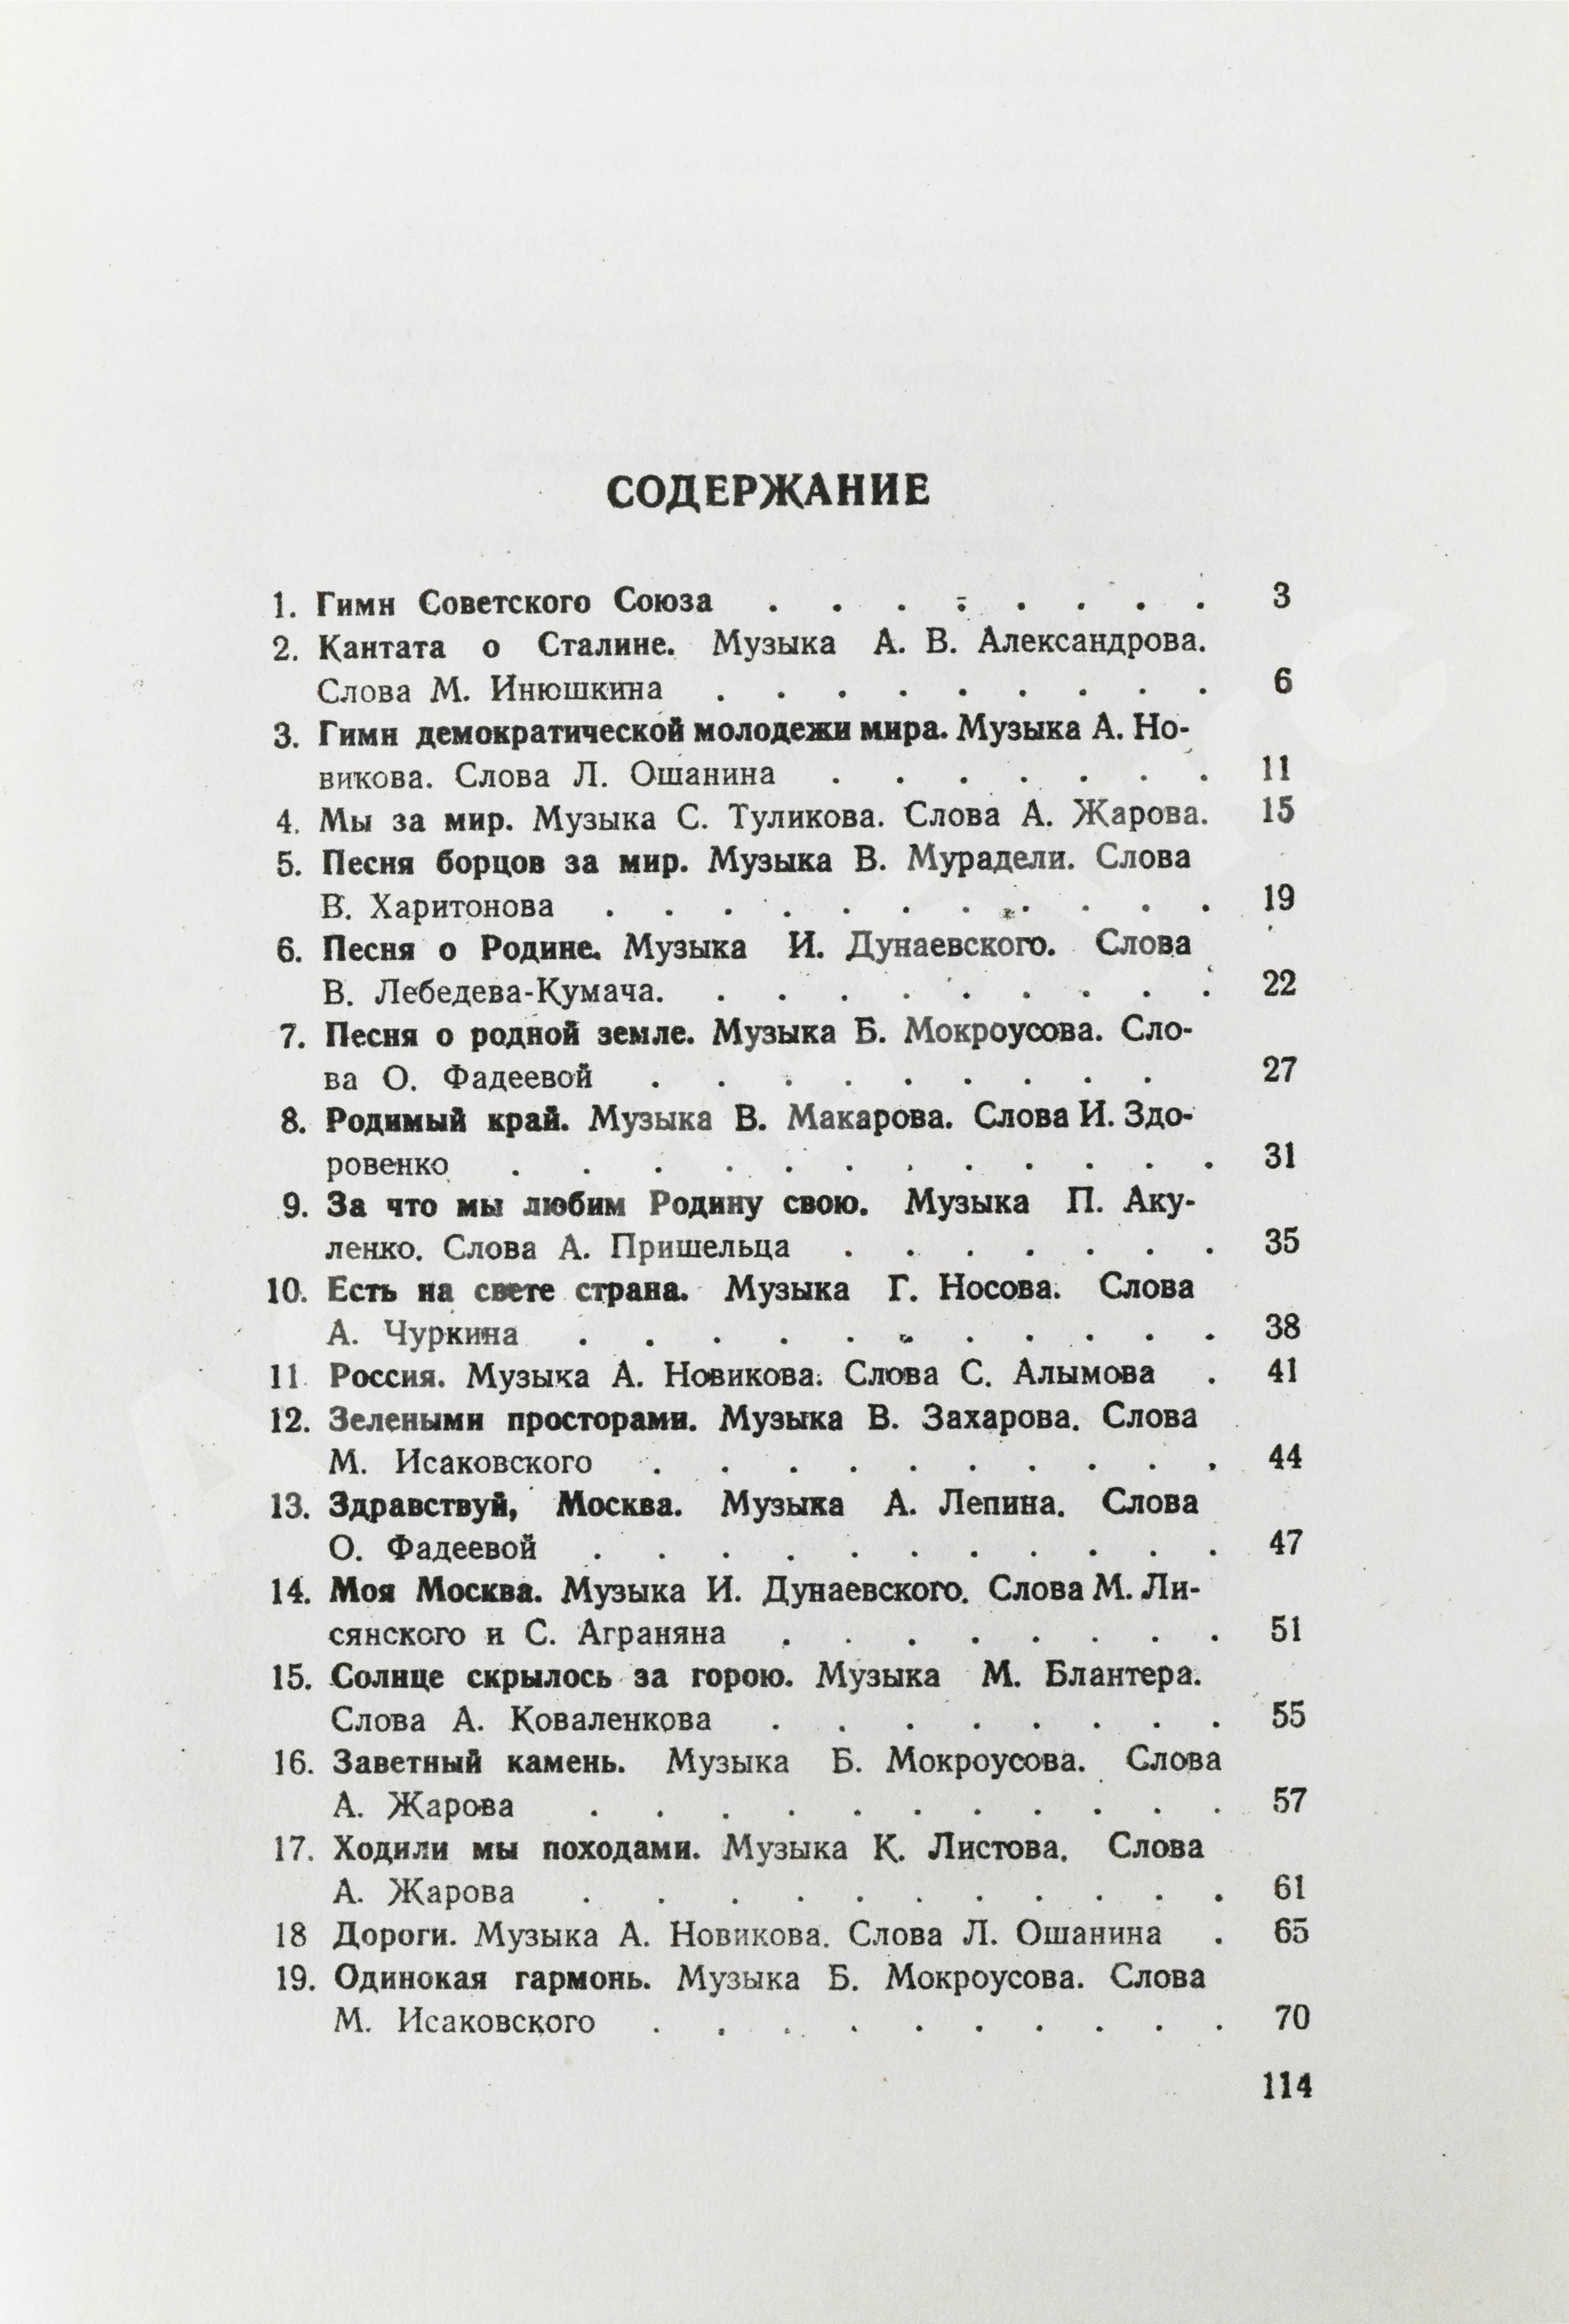 СОДЕРЖАНИЕ
1. Гимн Советского Союза . . . . . . . . 3
2. Кантата о Сталине. Музыка А. В. Александрова.
Слова М. Инюшкина . . . . . . . . . 6
3. Гимн демократической молодежи мира. Музыка А. Но-
викова. Слова Л. Ошанина . . . . . . . 11
4. Мы за мир. Музыка С. Туликова. Слова А. Жарова. 15
5. Песня борцов за мир. Музыка В. Мурадели. Слова
В. Харитонова . . . . . . . . . . . 19
6. Песня о Родине. Музыка И. Дунаевского. Слова
В. Лебедева-Кумача. . . . . . . . . . 22
7. Песня о родной земле. Музыка Б. Мокроусова. Сло-
ва О. Фадеевой . . . . . . . . . 27
8. Родимый край. Музыка В. Макарова. Слова И. Здо-
ровенко . . . . . . . . . . . . 31
9. За что мы любим Родину свою. Музыка П. Аку-
ленко. Слова А. Пришельца . . . . . . . 35
10. Есть на свете страна. Музыка Г. Носова. Слова
А. Чуркина . . . . . . . . . . . 38
11. Россия. Музыка А. Новикова. Слова С. Алымова . 41
12. Зелеными просторами. Музыка В. Захарова. Слова
М. Исаковского . . . . . . . . . . 44
13. Здравствуй, Москва. Музыка А. Лепина. Слова
О. Фадеевой . . . . . . . . . . . 47
14. Моя Москва. Музыка И. Дунаевского. Слова М. Ли-
сянского и С. Аграняна . . . . . . . . 51
15. Солнце скрылось за горою. Музыка М. Блантера.
Слова А. Коваленкова . . . . . . . . 55
16. Заветный камень. Музыка Б. Мокроусова. Слова
А. Жарова . . . . . . . . . . . 57
17. Ходили мы походами. Музыка К. Листова. Слова
А. Жарова . . . . . . . . . . . 61
18 Дороги. Музыка А. Новикова. Слова Л. Ошанина . 65
19. Одинокая гармонь. Музыка Б. Мокроусова. Слова
М. Исаковского . . . . . . . . . . 70
114